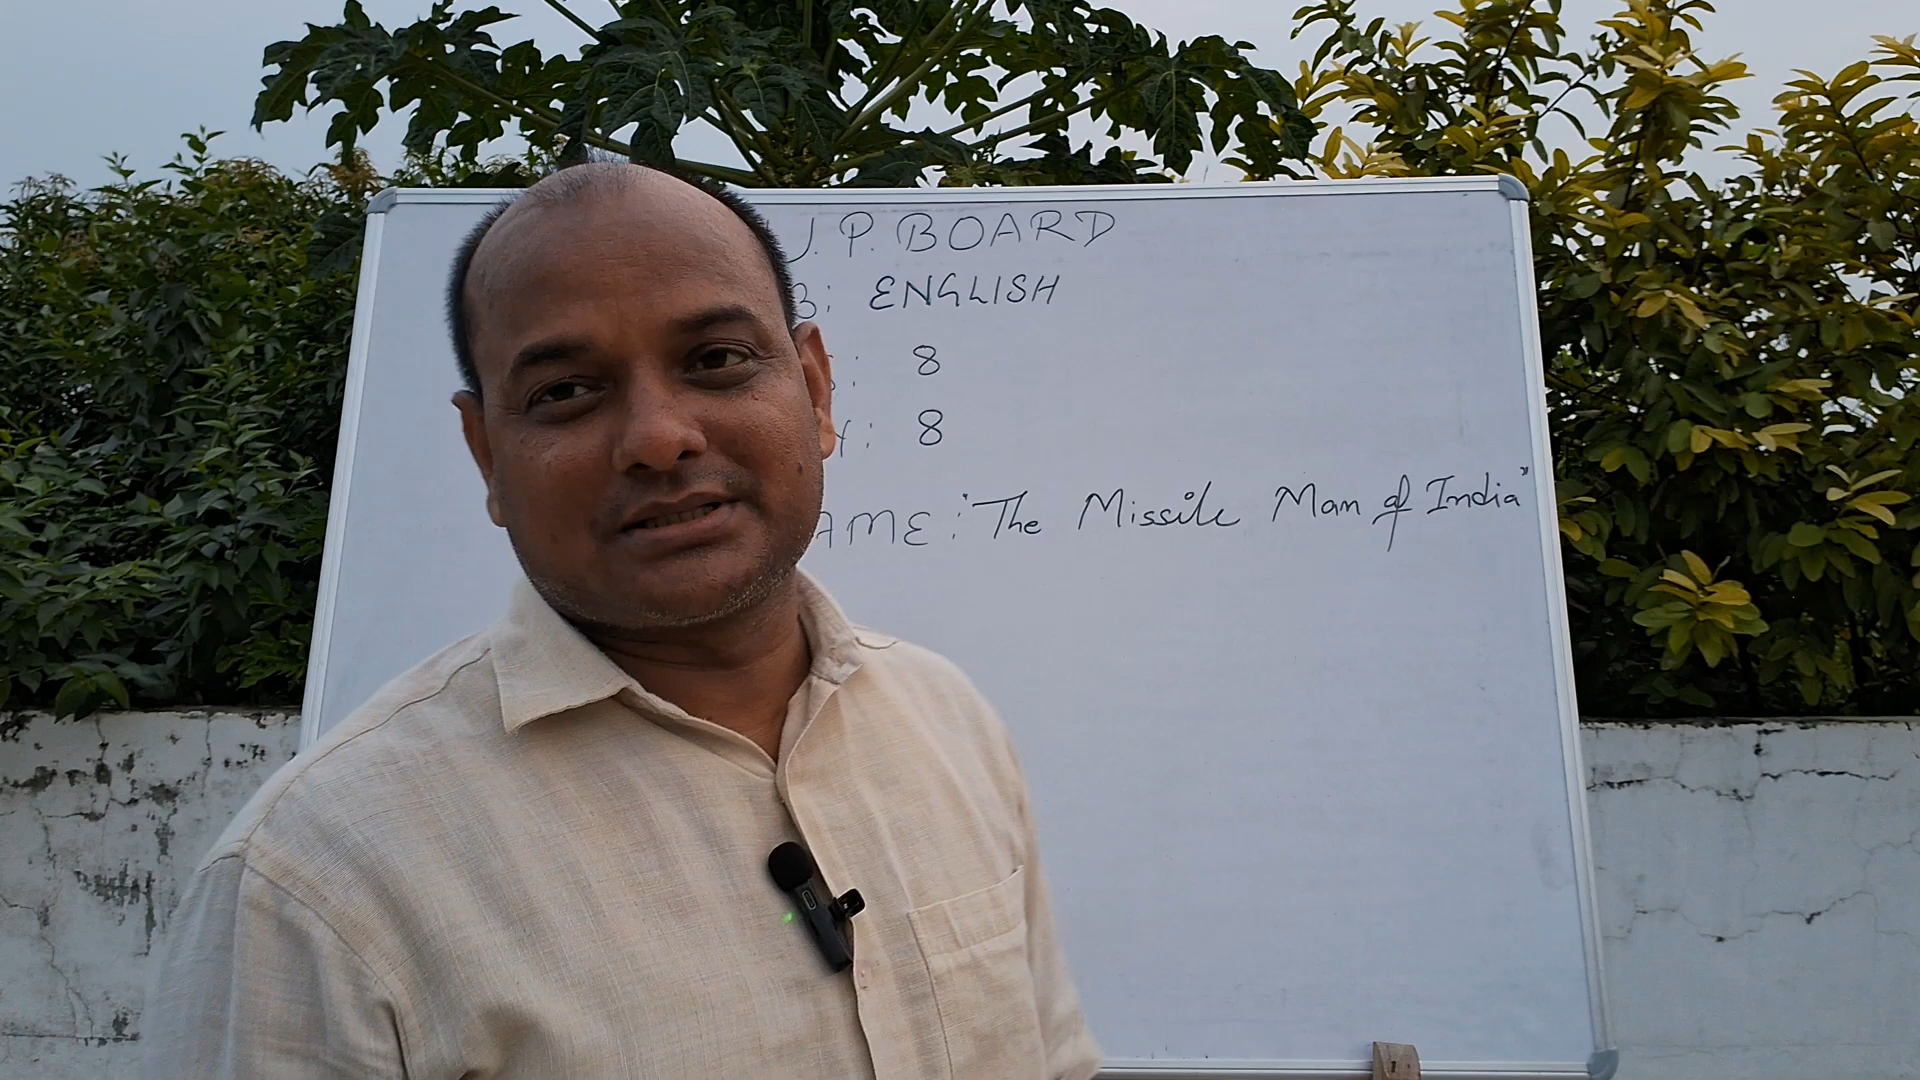 J. P. BOARD
B: ENGLISH
: 8
: 8
AME: "The Missile Man of India"